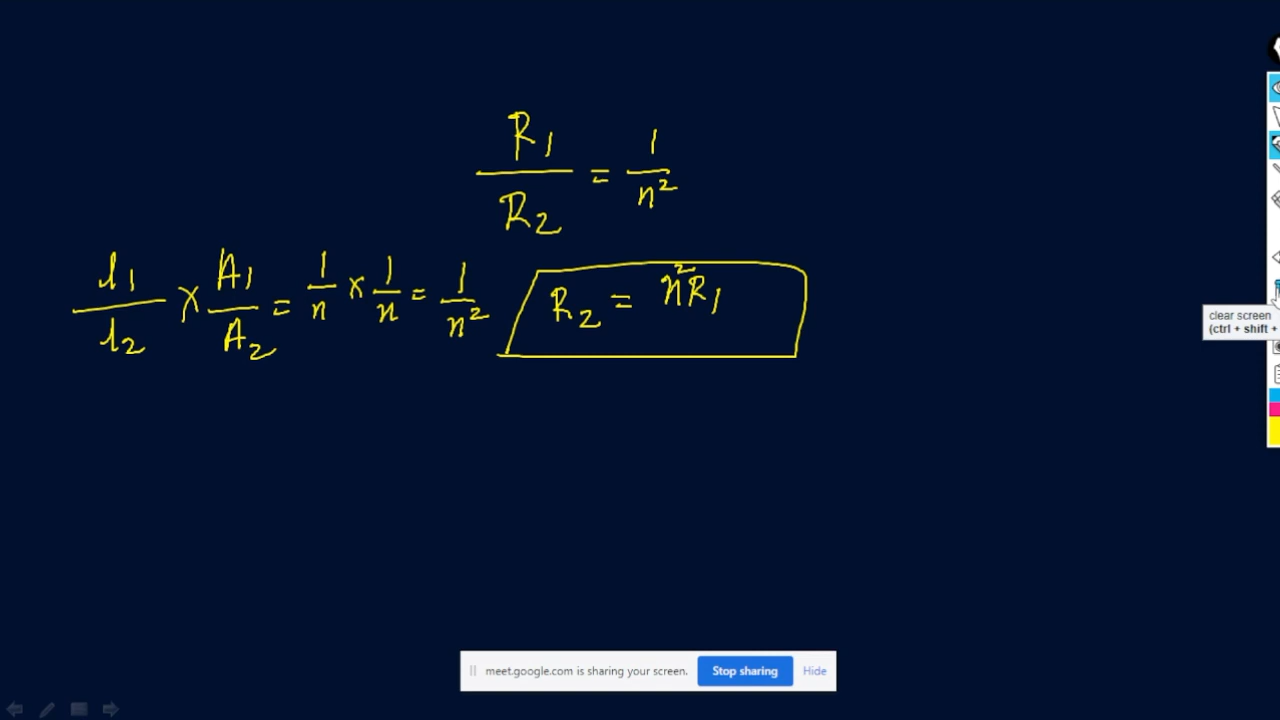 R₁/R₂ = 1/n²
l₁/l₂ × A₁/A₂ = 1/n × 1/n = 1/n²
R₂ = n²R₁
clear screen
(ctrl + shift +
meet.google.com is sharing your screen. Stop sharing Hide